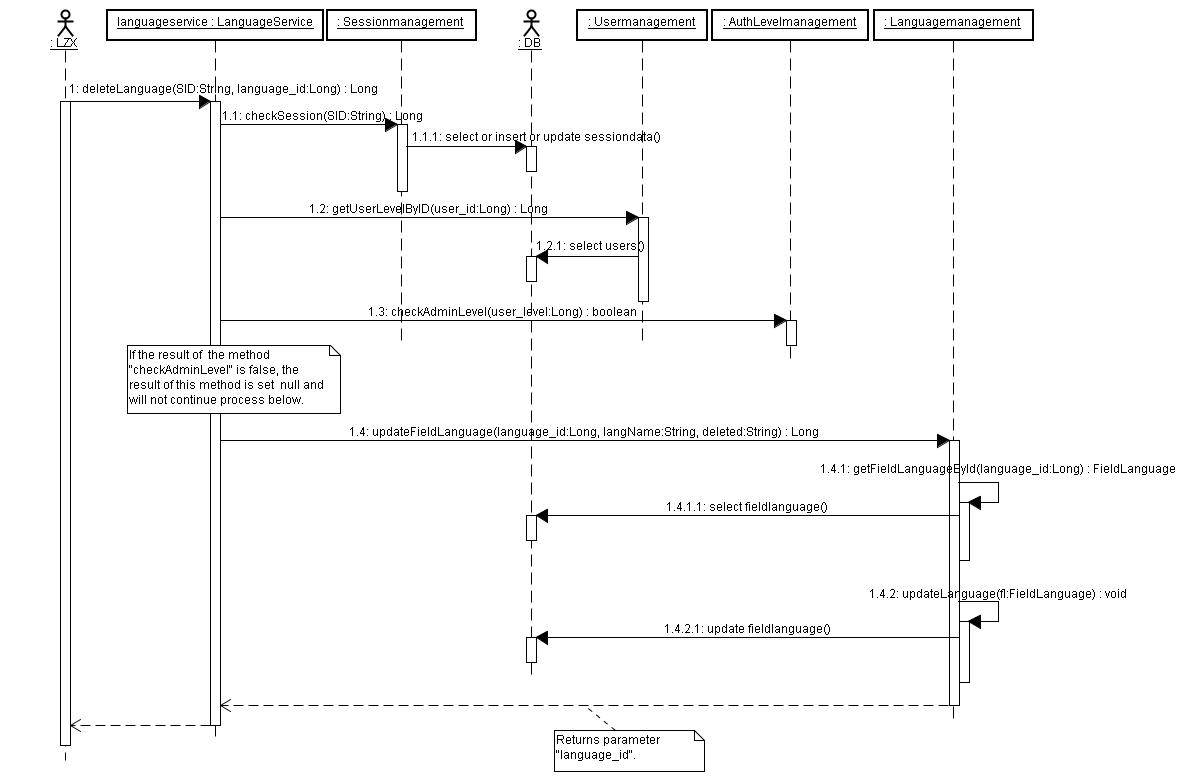 languageservice : LanguageService
: Sessionmanagement
: Usermanagement
: AuthLevelmanagement
: Languagemanagement
: LZX
: DB
1: deleteLanguage(SID:String, language_id:Long) : Long
1.1: checkSession(SID:String) : Long
1.1.1: select or insert or update sessiondata()
1.2: getUserLevelByID(user_id:Long) : Long
1.2.1: select users()
1.3: checkAdminLevel(user_level:Long) : boolean
If the result of the method
"checkAdminLevel" is false, the
result of this method is set null and
will not continue process below.
1.4: updateFieldLanguage(language_id:Long, langName:String, deleted:String) : Long
1.4.1: getFieldLanguageById(language_id:Long) : FieldLanguage
1.4.1.1: select fieldlanguage()
1.4.2: updateLanguage(fl:FieldLanguage) : void
1.4.2.1: update fieldlanguage()
Returns parameter
"language_id".